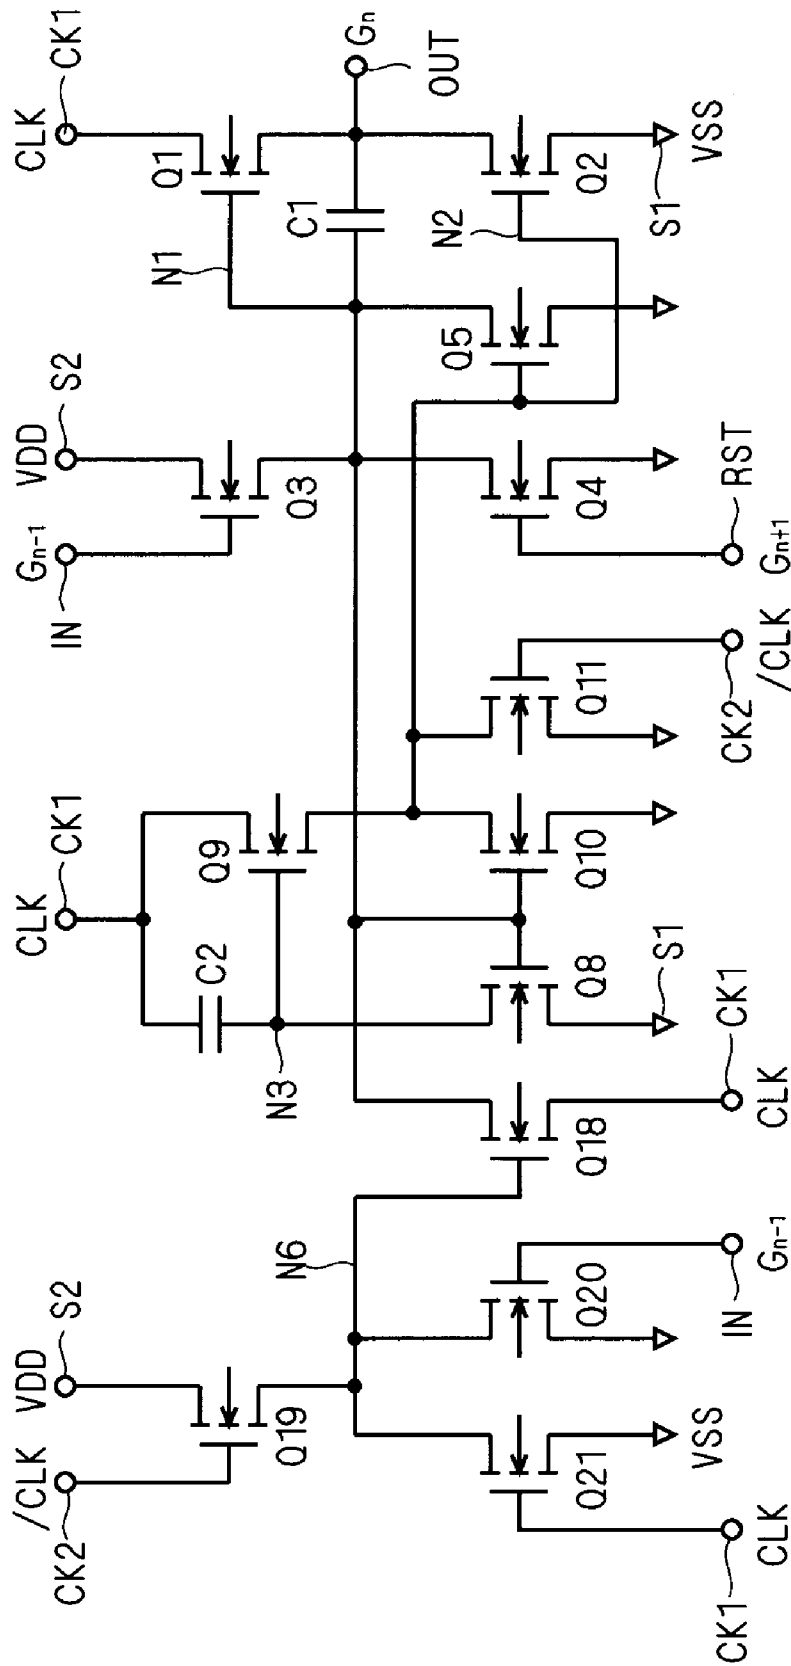 /CLK
VDD
CLK
Gn-1
VDD
CLK
CK2
S2
CK1
IN
S2
CK1
N1
Q1
C2
Q9
Q19
N6
N3
Q3
C1
Gn
OUT
N2
Q5
Q21
Q20
Q18
Q8
Q10
Q11
Q4
Q2
S1
S1
VSS
VSS
CK1
IN
CK1
CK2
RST
CLK
Gn-1
CLK
/CLK
Gn+1